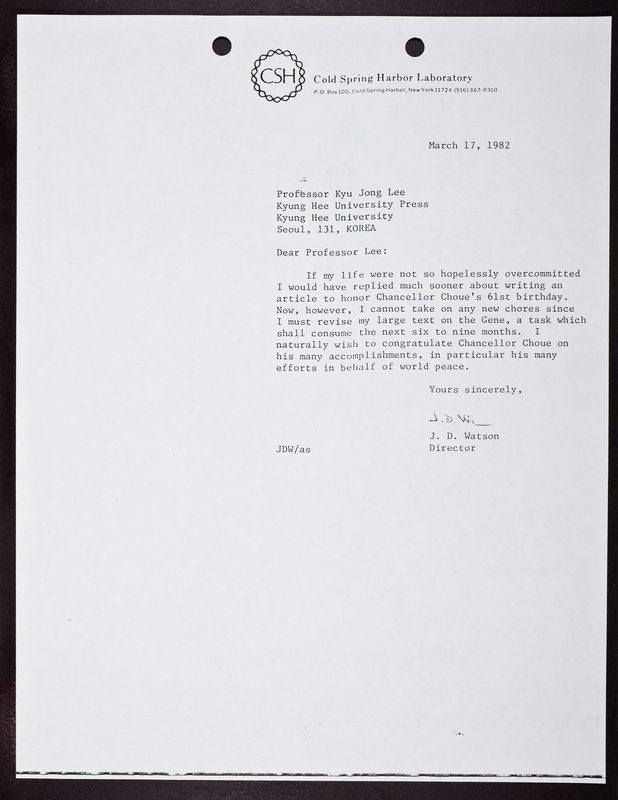 CSH
Cold Spring Harbor Laboratory
P.O. Box 100, Cold Spring Harbor, New York 11724 (516) 367-8310
March 17, 1982
Professor Kyu Jong Lee
Kyung Hee University Press
Kyung Hee University
Seoul, 131, KOREA
Dear Professor Lee:
If my life were not so hopelessly overcommitted
I would have replied much sooner about writing an
article to honor Chancellor Choue's 61st birthday.
Now, however, I cannot take on any new chores since
I must revise my large text on the Gene, a task which
shall consume the next six to nine months. I
naturally wish to congratulate Chancellor Choue on
his many accomplishments, in particular his many
efforts in behalf of world peace.
Yours sincerely,
J. D. Watson
JDW/as Director